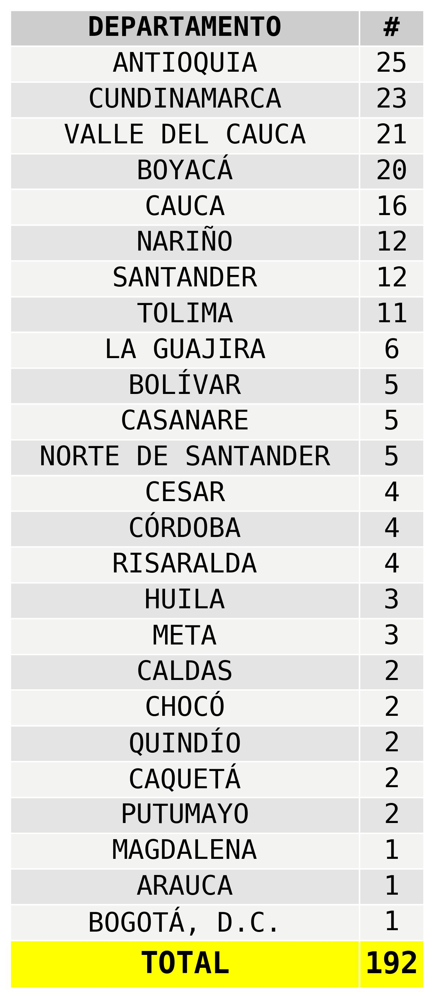 DEPARTAMENTO #
ANTIOQUIA 25
CUNDINAMARCA 23
VALLE DEL CAUCA 21
BOYACÁ 20
CAUCA 16
NARIÑO 12
SANTANDER 12
TOLIMA 11
LA GUAJIRA 6
BOLÍVAR 5
CASANARE 5
NORTE DE SANTANDER 5
CESAR 4
CÓRDOBA 4
RISARALDA 4
HUILA 3
META 3
CALDAS 2
CHOCÓ 2
QUINDÍO 2
CAQUETÁ 2
PUTUMAYO 2
MAGDALENA 1
ARAUCA 1
BOGOTÁ, D.C. 1
TOTAL 192